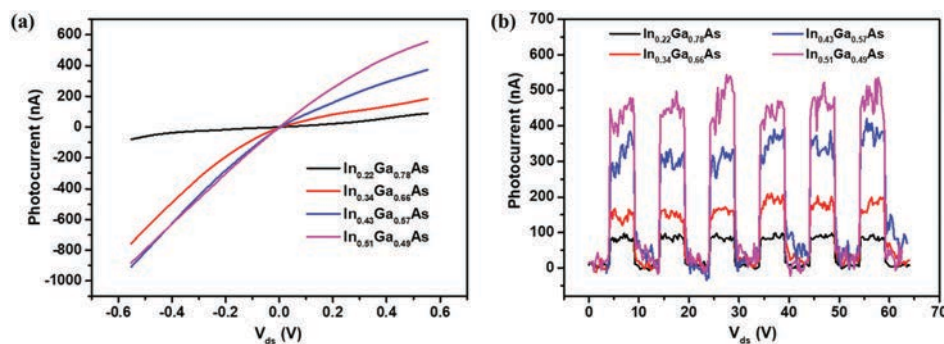 (a)
600
400
200
0
-200
-400
-600
-800
-1000
Photocurrent (nA)
In0.22Ga0.78As
In0.34Ga0.66As
In0.43Ga0.57As
In0.51Ga0.49As
-0.6 -0.4 -0.2 0.0 0.2 0.4 0.6
Vds (V)
(b)
700
600
500
400
300
200
100
0
Photocurrent (nA)
In0.22Ga0.78As In0.43Ga0.57As
In0.34Ga0.66As In0.51Ga0.49As
0 10 20 30 40 50 60 70
Vds (V)